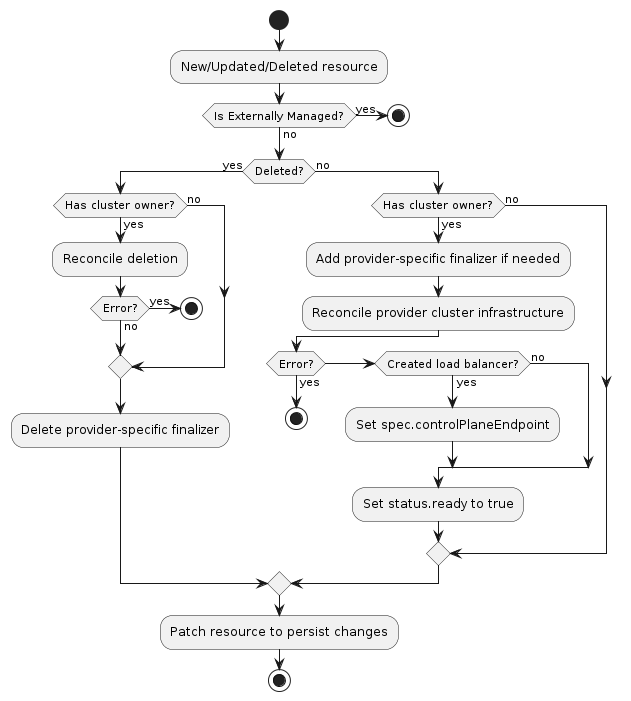 New/Updated/Deleted resource
Is Externally Managed?
yes
no
Deleted?
yes
no
Has cluster owner?
no
yes
Reconcile deletion
Error?
yes
no
Delete provider-specific finalizer
Has cluster owner?
no
yes
Add provider-specific finalizer if needed
Reconcile provider cluster infrastructure
Error?
yes
Created load balancer?
no
yes
Set spec.controlPlaneEndpoint
Set status.ready to true
Patch resource to persist changes